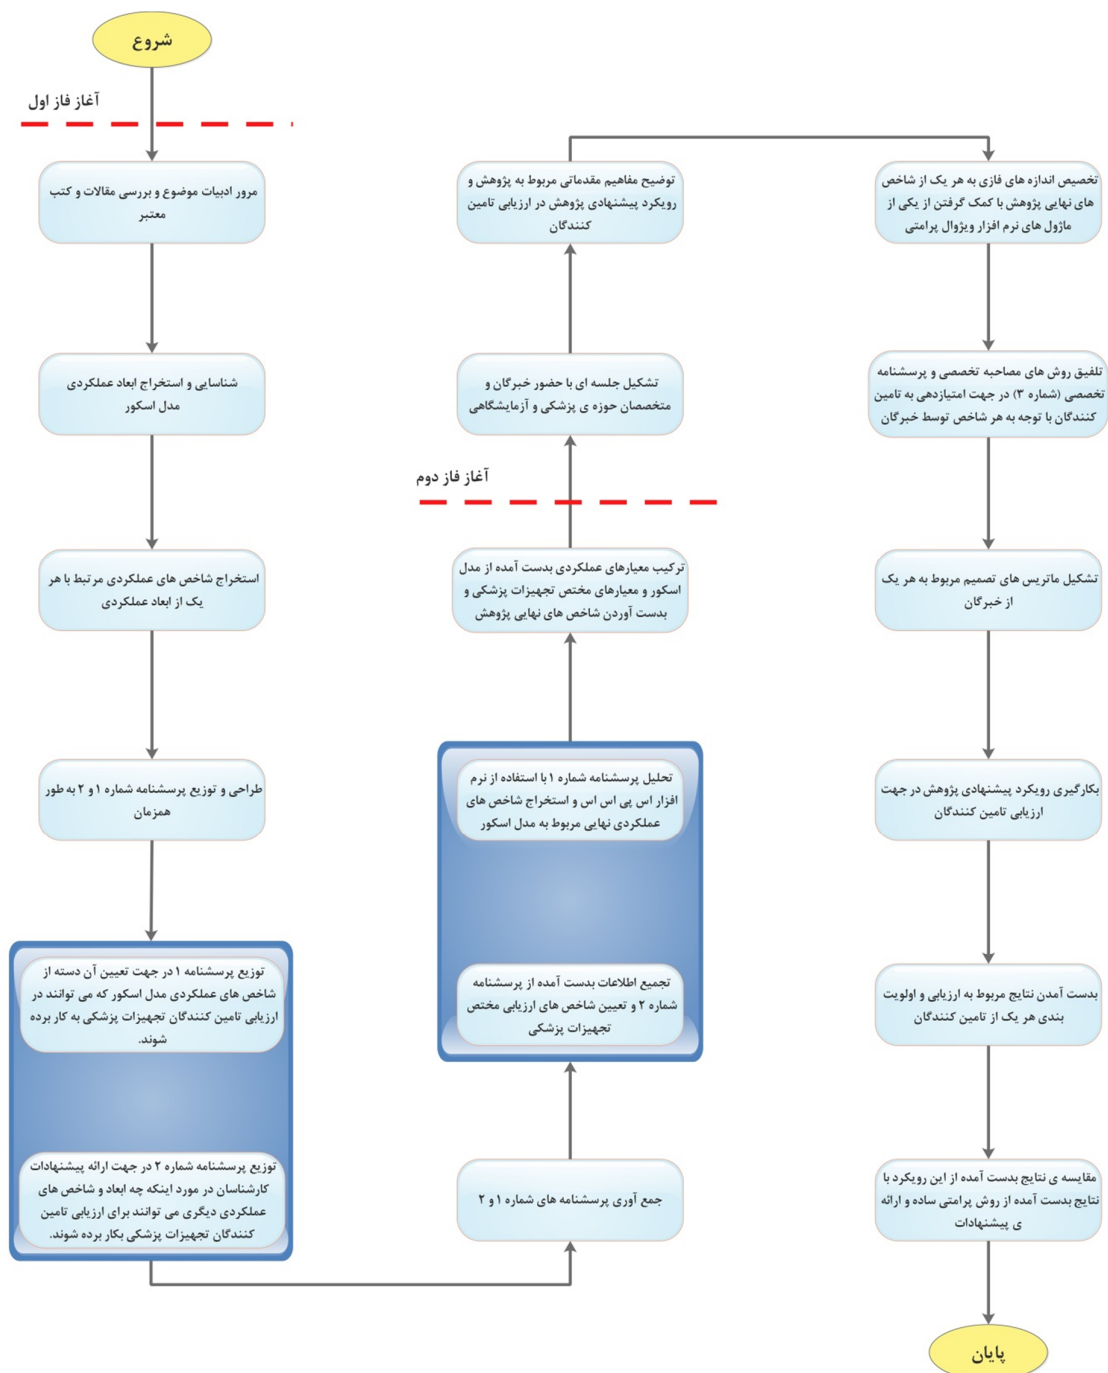 شروع
آغاز فاز اول
مرور ادبیات موضوع و بررسی مقالات و کتب
معتبر
شناسایی و استخراج ابعاد عملکردی
مدل اسکور
استخراج شاخص های عملکردی مرتبط با هر
یک از ابعاد عملکردی
طراحی و توزیع پرسشنامه شماره ۱ و ۲ به طور
همزمان
توزیع پرسشنامه ۱ در جهت تعیین آن دسته از
شاخص های عملکردی مدل اسکور که می توانند در
ارزیابی تامین کنندگان تجهیزات پزشکی به کار برده
شوند.
توزیع پرسشنامه شماره ۲ در جهت ارائه پیشنهادات
کارشناسان در مورد اینکه چه ابعاد و شاخص های
عملکردی دیگری می توانند برای ارزیابی تامین
کنندگان تجهیزات پزشکی بکار برده شوند.
جمع آوری پرسشنامه های شماره ۱ و ۲
تحلیل پرسشنامه شماره ۱ با استفاده از نرم
افزار اس پی اس اس و استخراج شاخص های
عملکردی نهایی مربوط به مدل اسکور
تجمیع اطلاعات بدست آمده از پرسشنامه
شماره ۲ و تعیین شاخص های ارزیابی مختص
تجهیزات پزشکی
ترکیب معیارهای عملکردی بدست آمده از مدل
اسکور و معیارهای مختص تجهیزات پزشکی و
بدست آوردن شاخص های نهایی پژوهش
آغاز فاز دوم
تشکیل جلسه ای با حضور خبرگان و
متخصصان حوزه ی پزشکی و آزمایشگاهی
توضیح مفاهیم مقدماتی مربوط به پژوهش و
رویکرد پیشنهادی پژوهش در ارزیابی تامین
کنندگان
تخصیص اندازه های فازی به هر یک از شاخص
های نهایی پژوهش با کمک گرفتن از یکی از
ماژول های نرم افزار ویژوال پرامتی
تلفیق روش های مصاحبه تخصصی و پرسشنامه
تخصصی (شماره ۳) در جهت امتیازدهی به تامین
کنندگان با توجه به هر شاخص توسط خبرگان
تشکیل ماتریس های تصمیم مربوط به هر یک
از خبرگان
بکارگیری رویکرد پیشنهادی پژوهش در جهت
ارزیابی تامین کنندگان
بدست آمدن نتایج مربوط به ارزیابی و اولویت
بندی هر یک از تامین کنندگان
مقایسه ی نتایج بدست آمده از این رویکرد با
نتایج بدست آمده از روش پرامتی ساده و ارائه
ی پیشنهادات
پایان